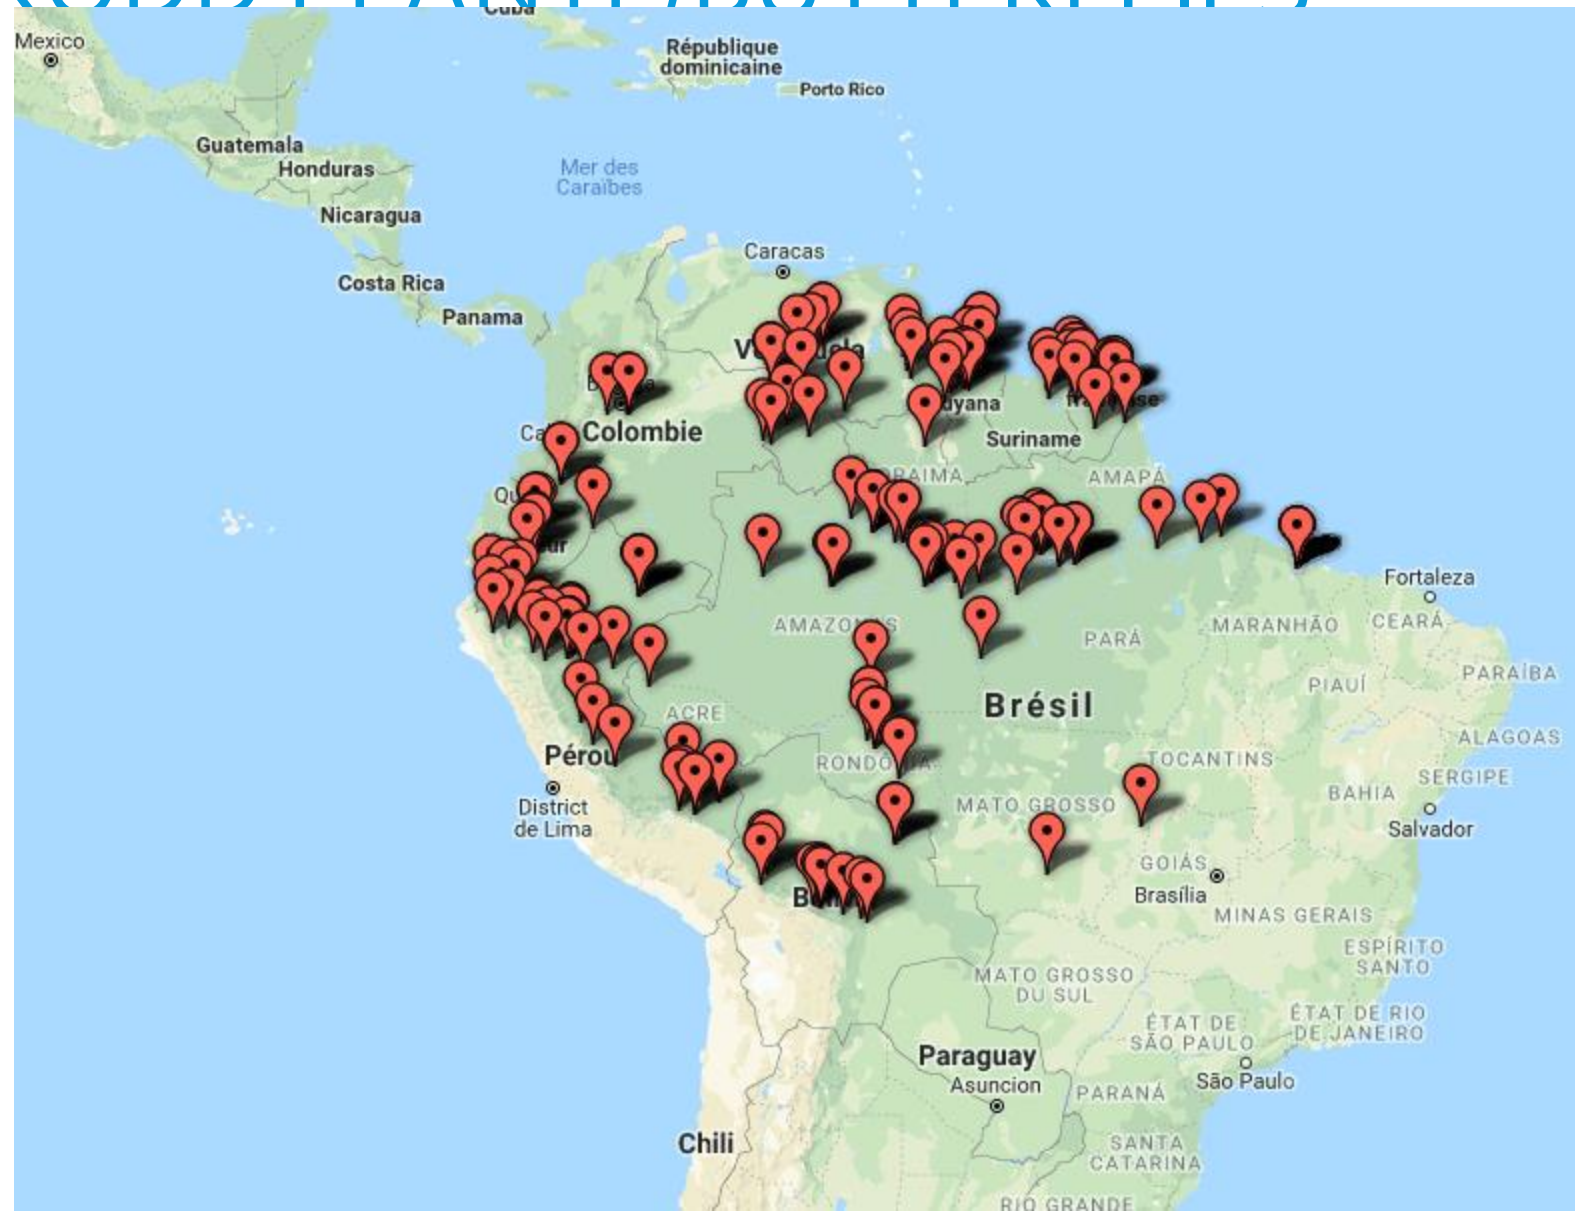 Cuba
Mexico
République
dominicaine
Porto Rico
Guatemala
Honduras
Mer des
Caraïbes
Nicaragua
Caracas
Costa Rica
Panama
Colombie
Suriname
RAIMA
AMAPÁ
Fortaleza
AMAZONAS
PARÁ
MARANHÃO
CEARÁ
PARAÍBA
PIAUÍ
Brésil
ACRE
ALAGOAS
Pérou
RONDÔNIA
TOCANTINS
SERGIPE
BAHIA
District
de Lima
MATO GROSSO
Salvador
GOIÁS
Brasília
MINAS GERAIS
ESPÍRITO
SANTO
MATO GROSSO
DU SUL
ÉTAT DE RIO
DE JANEIRO
ÉTAT DE
SÃO PAULO
Paraguay
Asuncion
São Paulo
PARANÁ
Chili
SANTA
CATARINA
RIO GRANDE